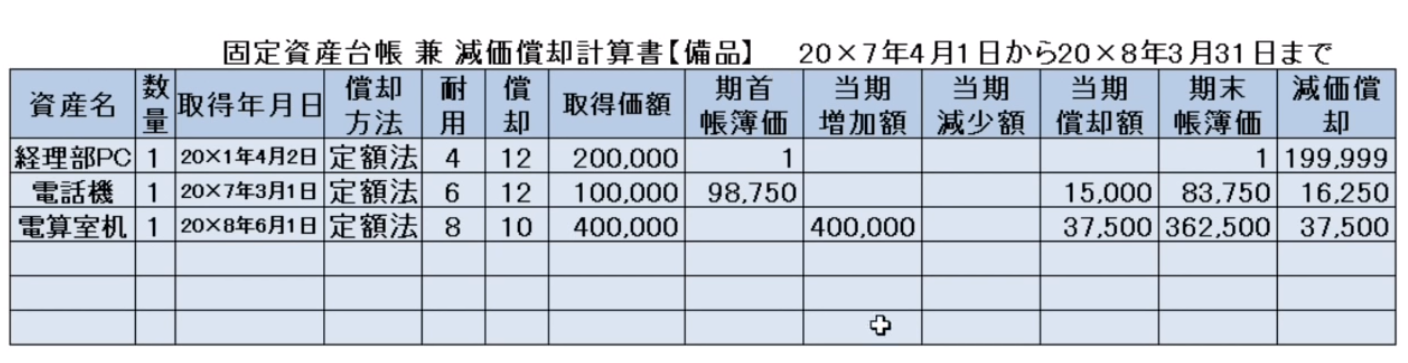 固定資産台帳 兼 減価償却計算書【備品】 20×7年4月1日から20×8年3月31日まで
資産名 数量 取得年月日 償却方法 耐用 償却 取得価額 期首帳簿価 当期増加額 当期減少額 当期償却額 期末帳簿価 減価償却
経理部PC 1 20×1年4月2日 定額法 4 12 200,000 1 1 199,999
電話機 1 20×7年3月1日 定額法 6 12 100,000 98,750 15,000 83,750 16,250
電算室机 1 20×8年6月1日 定額法 8 10 400,000 400,000 37,500 362,500 37,500